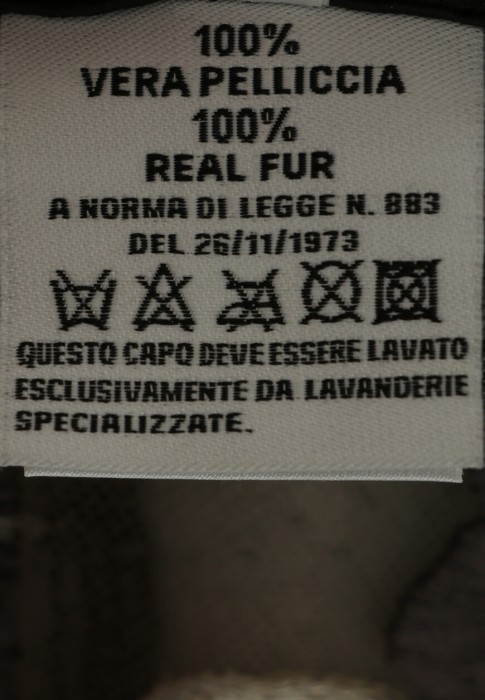 100%
VERA PELLICCIA
100%
REAL FUR
A NORMA DI LEGGE N. 883
DEL 26/11/1973
QUESTO CAPO DEVE ESSERE LAVATO
ESCLUSIVAMENTE DA LAVANDERIE
SPECIALIZZATE.